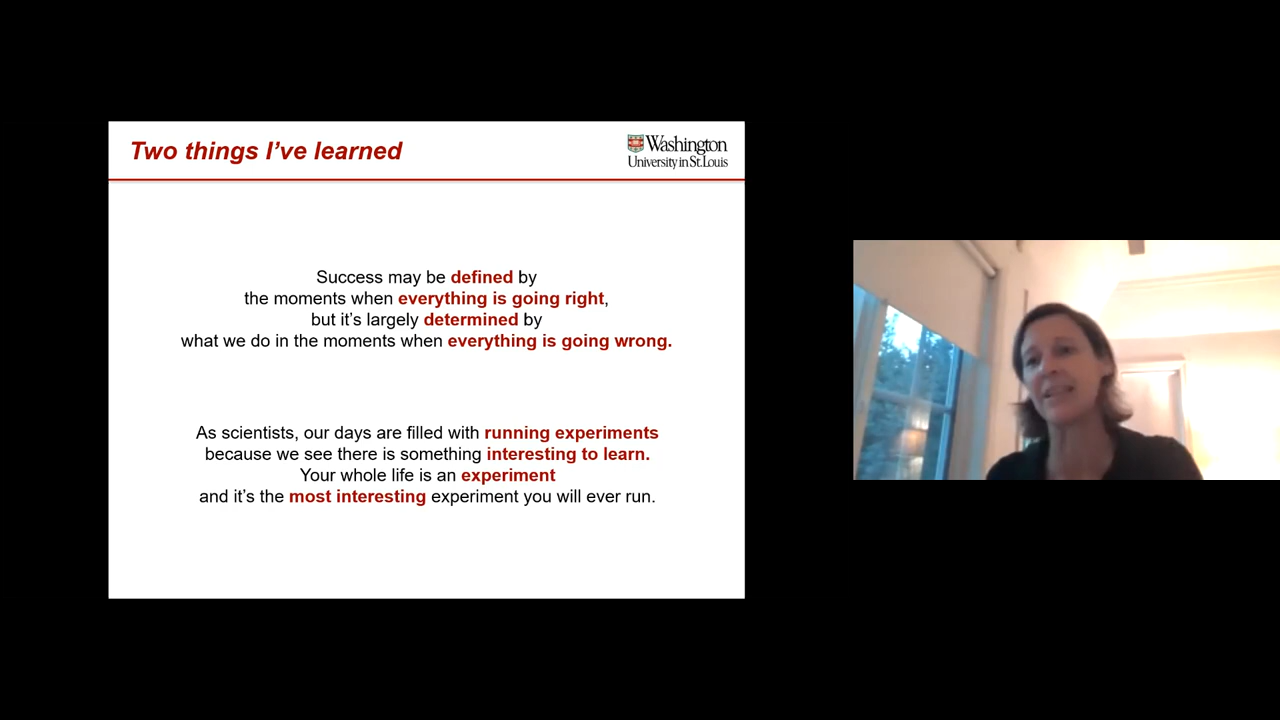 Two things I've learned
Washington
University in St. Louis
Success may be defined by
the moments when everything is going right,
but it's largely determined by
what we do in the moments when everything is going wrong.
As scientists, our days are filled with running experiments
because we see there is something interesting to learn.
Your whole life is an experiment
and it's the most interesting experiment you will ever run.